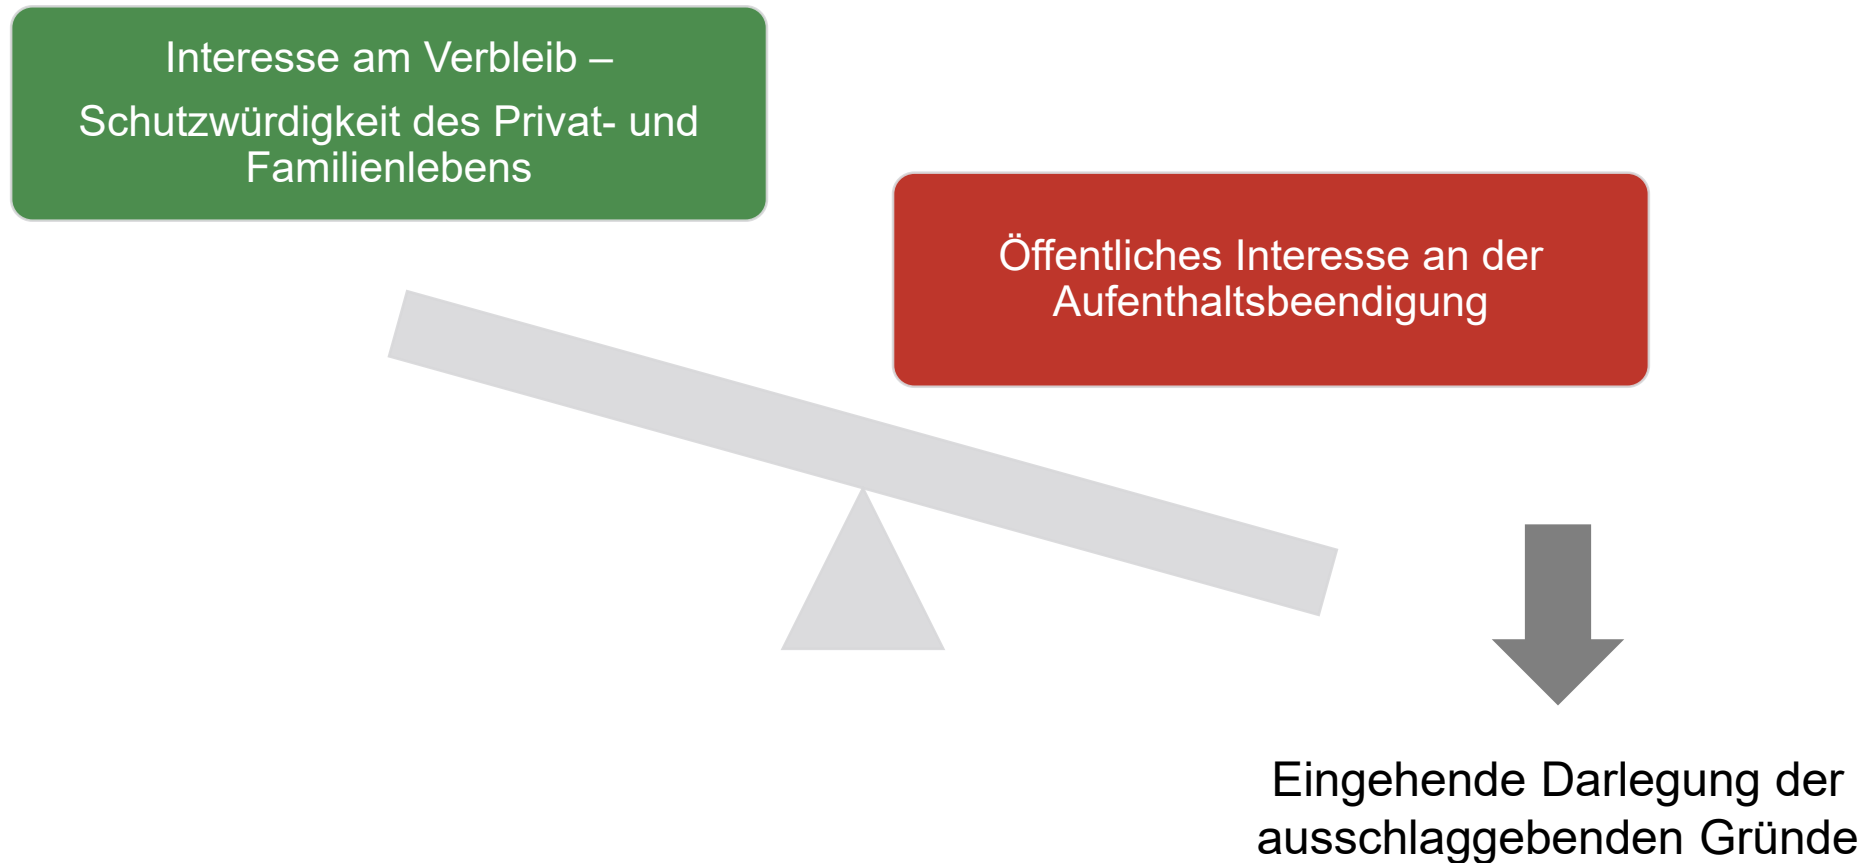 Interesse am Verbleib –
Schutzwürdigkeit des Privat- und
Familienlebens
Öffentliches Interesse an der
Aufenthaltsbeendigung
Eingehende Darlegung der
ausschlaggebenden Gründe